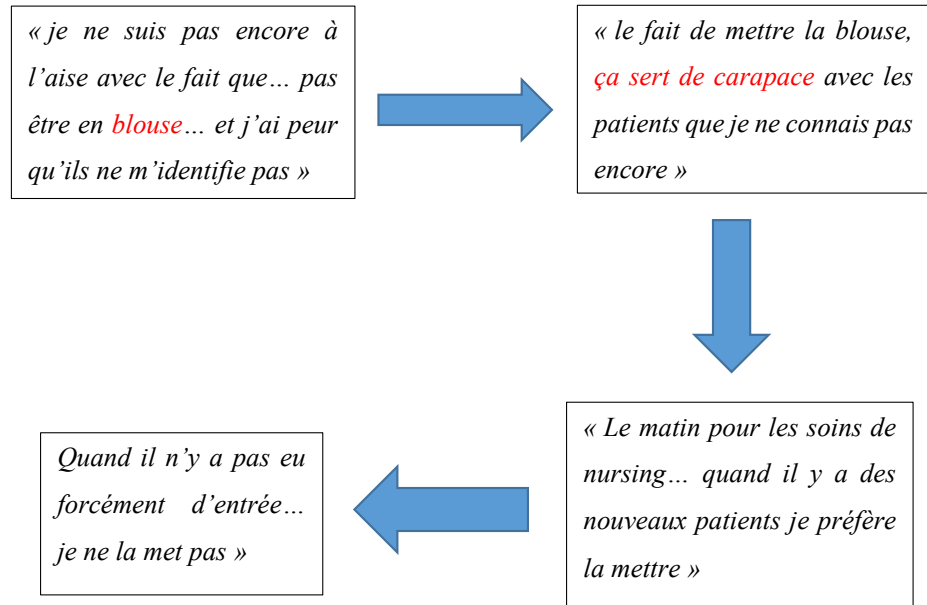 « je ne suis pas encore à
l’aise avec le fait que… pas
être en blouse… et j’ai peur
qu’ils ne m’identifie pas »
« le fait de mettre la blouse,
ça sert de carapace avec les
patients que je ne connais pas
encore »
« Le matin pour les soins de
nursing… quand il y a des
nouveaux patients je préfère
la mettre »
Quand il n’y a pas eu
forcément d’entrée…
je ne la met pas »